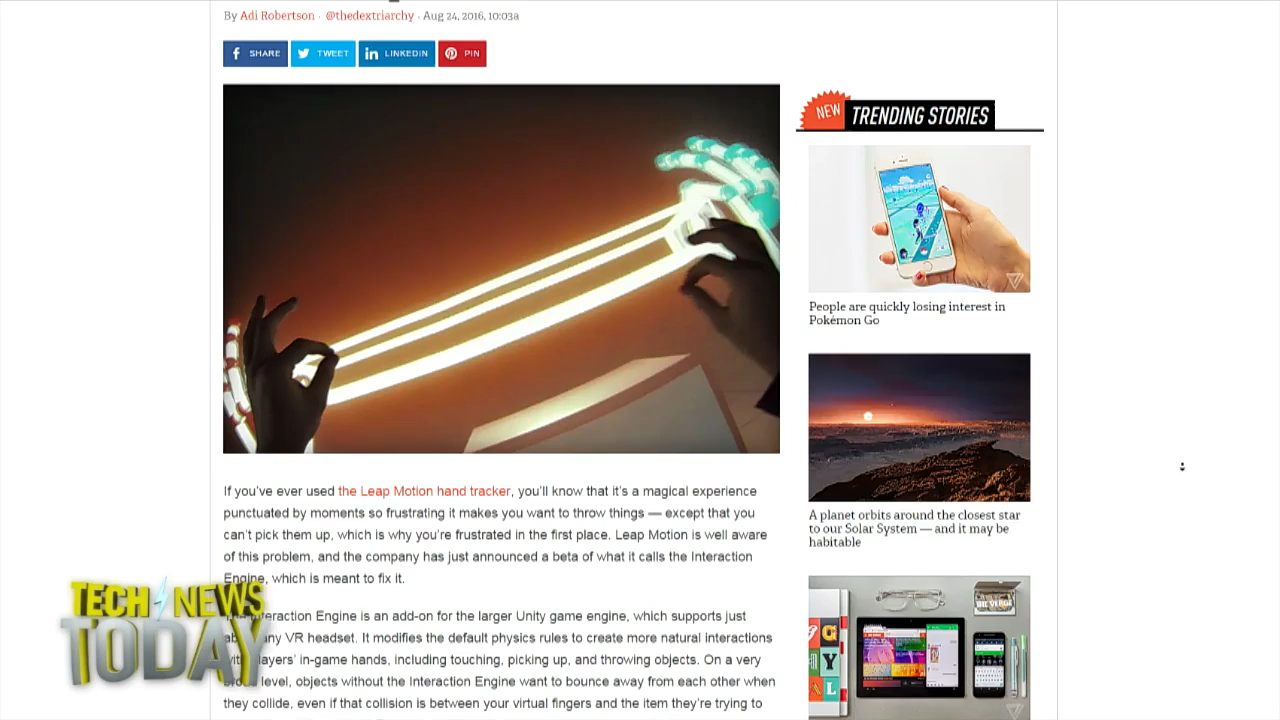 By Adi Robertson · @thedextriarchy · Aug 24, 2016, 10:03a
SHARE TWEET LINKEDIN PIN
If you've ever used the Leap Motion hand tracker, you'll know that it's a magical experience
punctuated by moments so frustrating it makes you want to throw things — except that you
can't pick them up, which is why you're frustrated in the first place. Leap Motion is well aware
of this problem, and the company has just announced a beta of what it calls the Interaction
Engine, which is meant to fix it.
Interaction Engine is an add-on for the larger Unity game engine, which supports just
any VR headset. It modifies the default physics rules to create more natural interactions
players' in-game hands, including touching, picking up, and throwing objects. On a very
level, objects without the Interaction Engine want to bounce away from each other when
they collide, even if that collision is between your virtual fingers and the item they're trying to
NEW TRENDING STORIES
People are quickly losing interest in
Pokémon Go
A planet orbits around the closest star
to our Solar System — and it may be
habitable
THE VERGE
TECH NEWS
TODAY